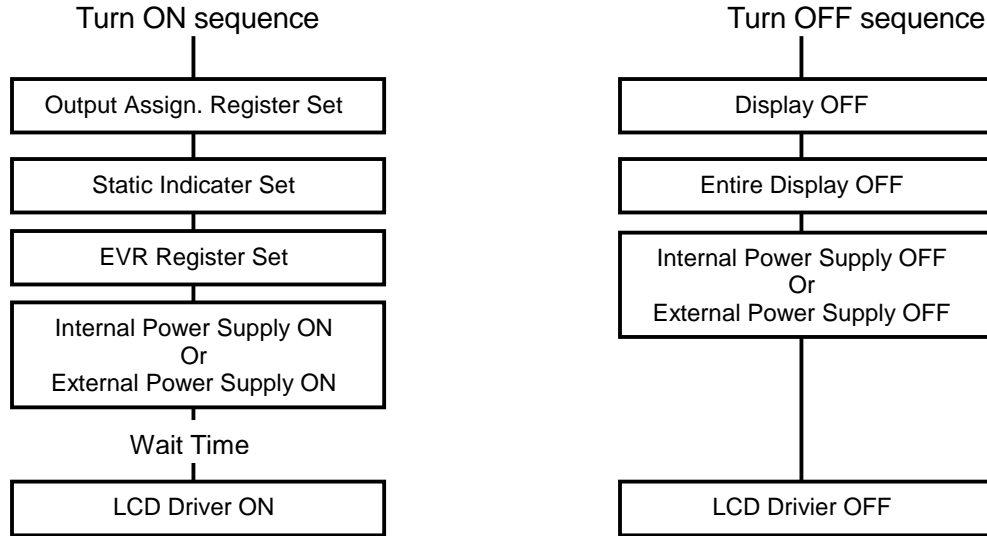 Turn ON sequence
Output Assign. Register Set
Static Indicater Set
EVR Register Set
Internal Power Supply ON
Or
External Power Supply ON
Wait Time
LCD Driver ON
Turn OFF sequence
Display OFF
Entire Display OFF
Internal Power Supply OFF
Or
External Power Supply OFF
LCD Drivier OFF